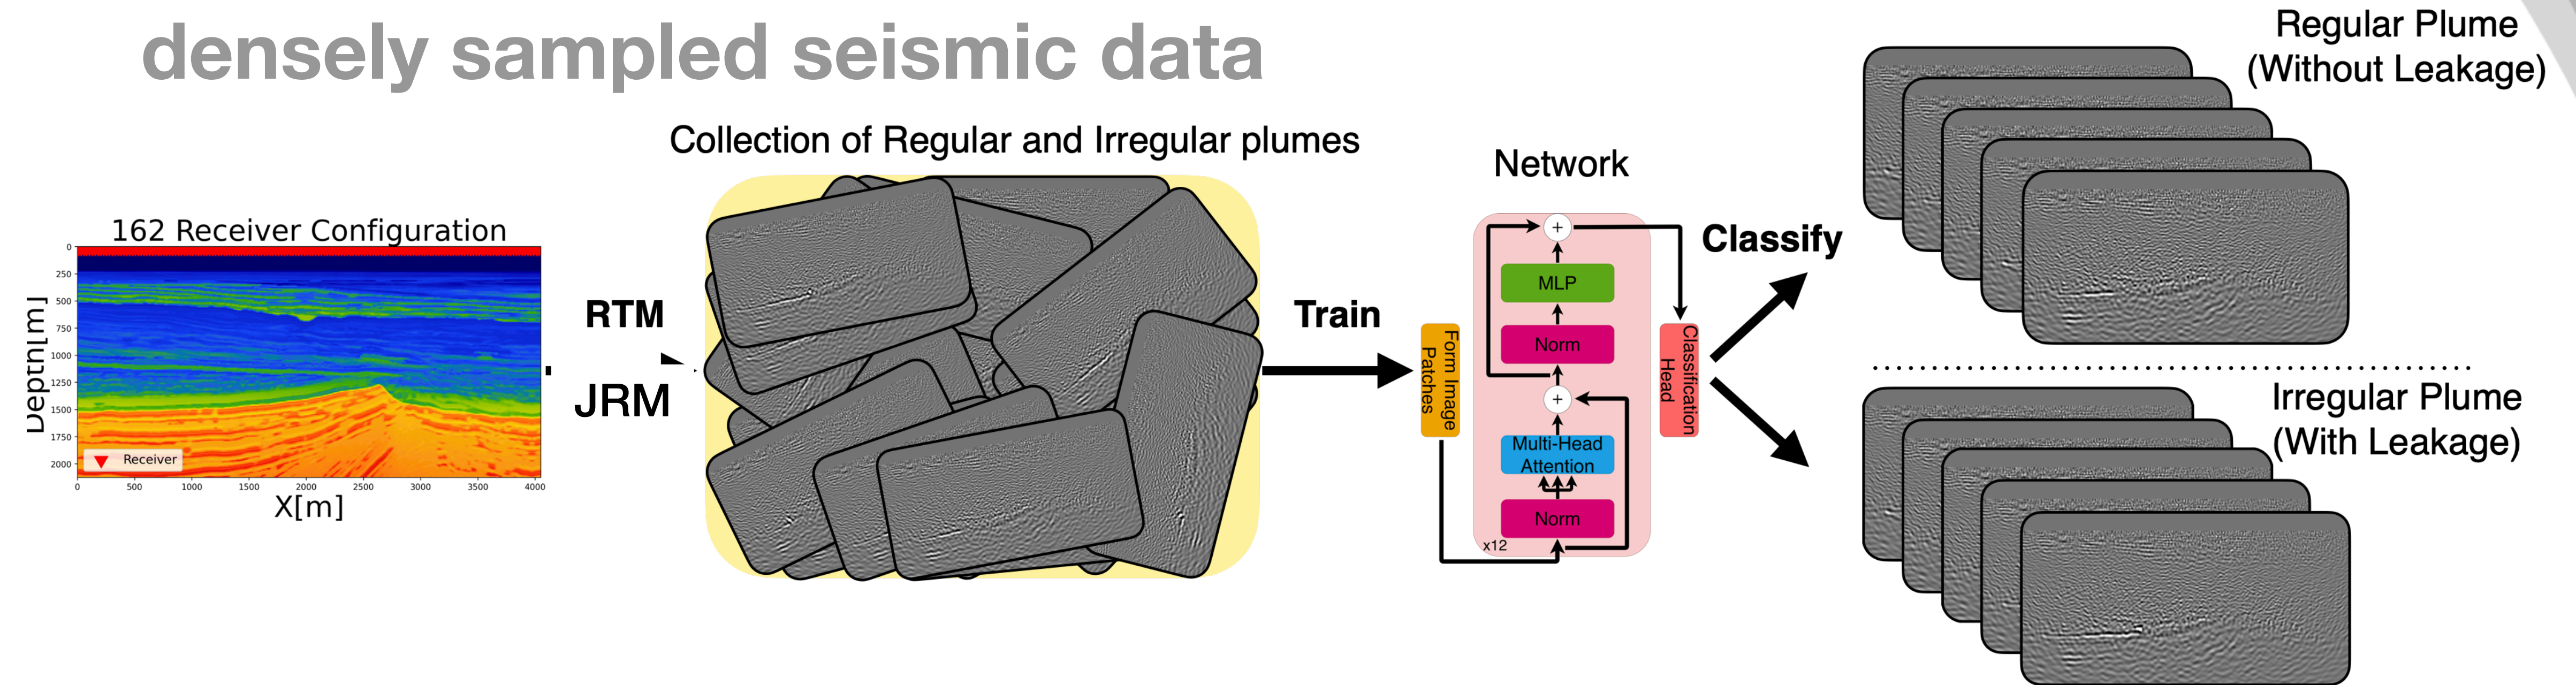 densely sampled seismic data
Collection of Regular and Irregular plumes
162 Receiver Configuration
0
250
500
750
1000
1250
1500
1750
2000
Depth[m]
Receiver
0 500 1000 1500 2000 2500 3000 3500 4000
X[m]
RTM
JRM
Train
Network
Form Image
Patches
+
MLP
Norm
+
Multi-Head
Attention
Norm
x12
Classification
Head
Classify
Regular Plume
(Without Leakage)
Irregular Plume
(With Leakage)